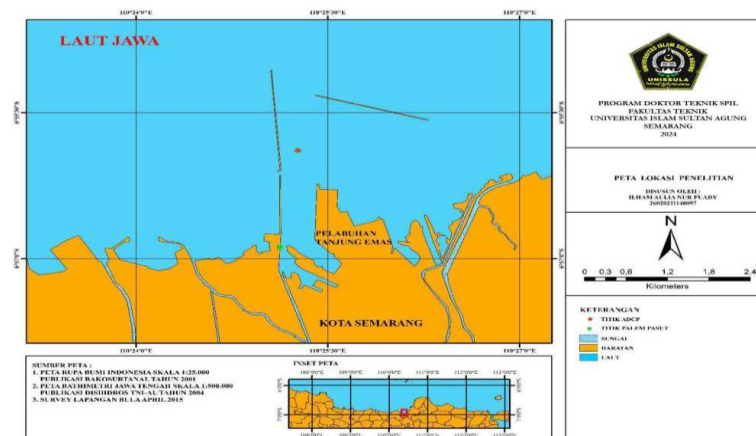 110°24'0"E 110°25'30"E 110°27'0"E
LAUT JAWA
PELABUHAN
TANJUNG EMAS
KOTA SEMARANG
110°24'0"E 110°25'30"E 110°27'0"E
UNISSULA
PROGRAM DOKTOR TEKNIK SPIL
FAKULTAS TEKNIK
UNIVERSITAS ISLAM SULTAN AGUNG
SEMARANG
2024
PETA LOKASI PENELITIAN
DISUSUN OLEH :
ILHAM AULIA NUR FUADY
N
0 0,3 0,6 1,2 1,8 2,4
Kilometers
KETERANGAN
TITIK ADCP
TITIK PALEM PASUT
SUNGAI
DARATAN
LAUT
SUMBER PETA :
1. PETA RUPA BUMI INDONESIA SKALA 1:25.000
PUBLIKASI BAKOSURTANAL TAHUN 2001
2. PETA BATHIMETRI JAWA TENGAH SKALA 1:500.000
PUBLIKASI DISHIDROS TNI-AL TAHUN 2004
3. SURVEY LAPANGAN BULA APRIL 2015
INSET PETA